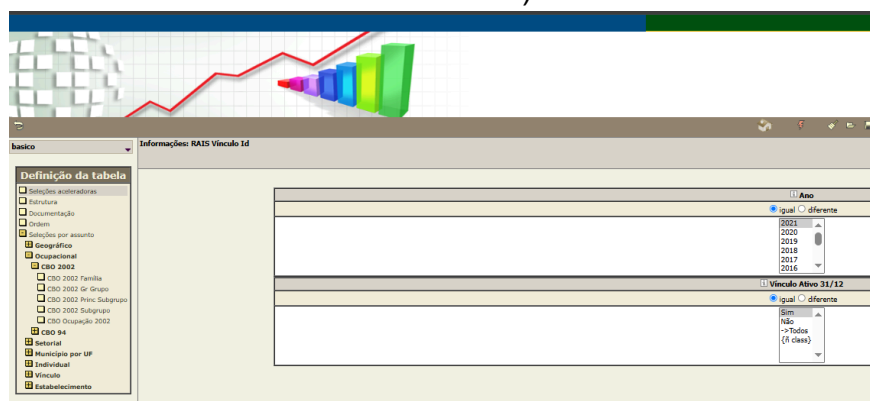 basico
Informações: RAIS Vínculo Id
Definição da tabela
Seleções aceleradoras
Estrutura
Documentação
Ordem
Seleções por assunto
Geográfico
Ocupacional
CBO 2002
CBO 2002 Família
CBO 2002 Gr Grupo
CBO 2002 Princ Subgrupo
CBO 2002 Subgrupo
CBO Ocupação 2002
CBO 94
Setorial
Município por UF
Individual
Vínculo
Estabelecimento
Ano
igual diferente
2021
2020
2019
2018
2017
2016
Vínculo Ativo 31/12
igual diferente
Sim
Não
->Todos
{ñ class}